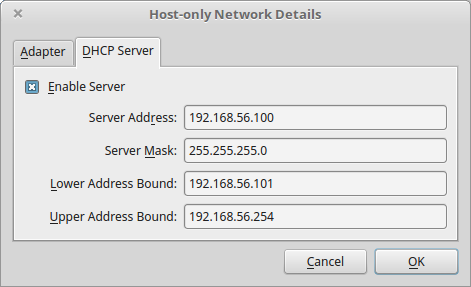 Host-only Network Details
Adapter DHCP Server
Enable Server
Server Address: 192.168.56.100
Server Mask: 255.255.255.0
Lower Address Bound: 192.168.56.101
Upper Address Bound: 192.168.56.254
Cancel OK